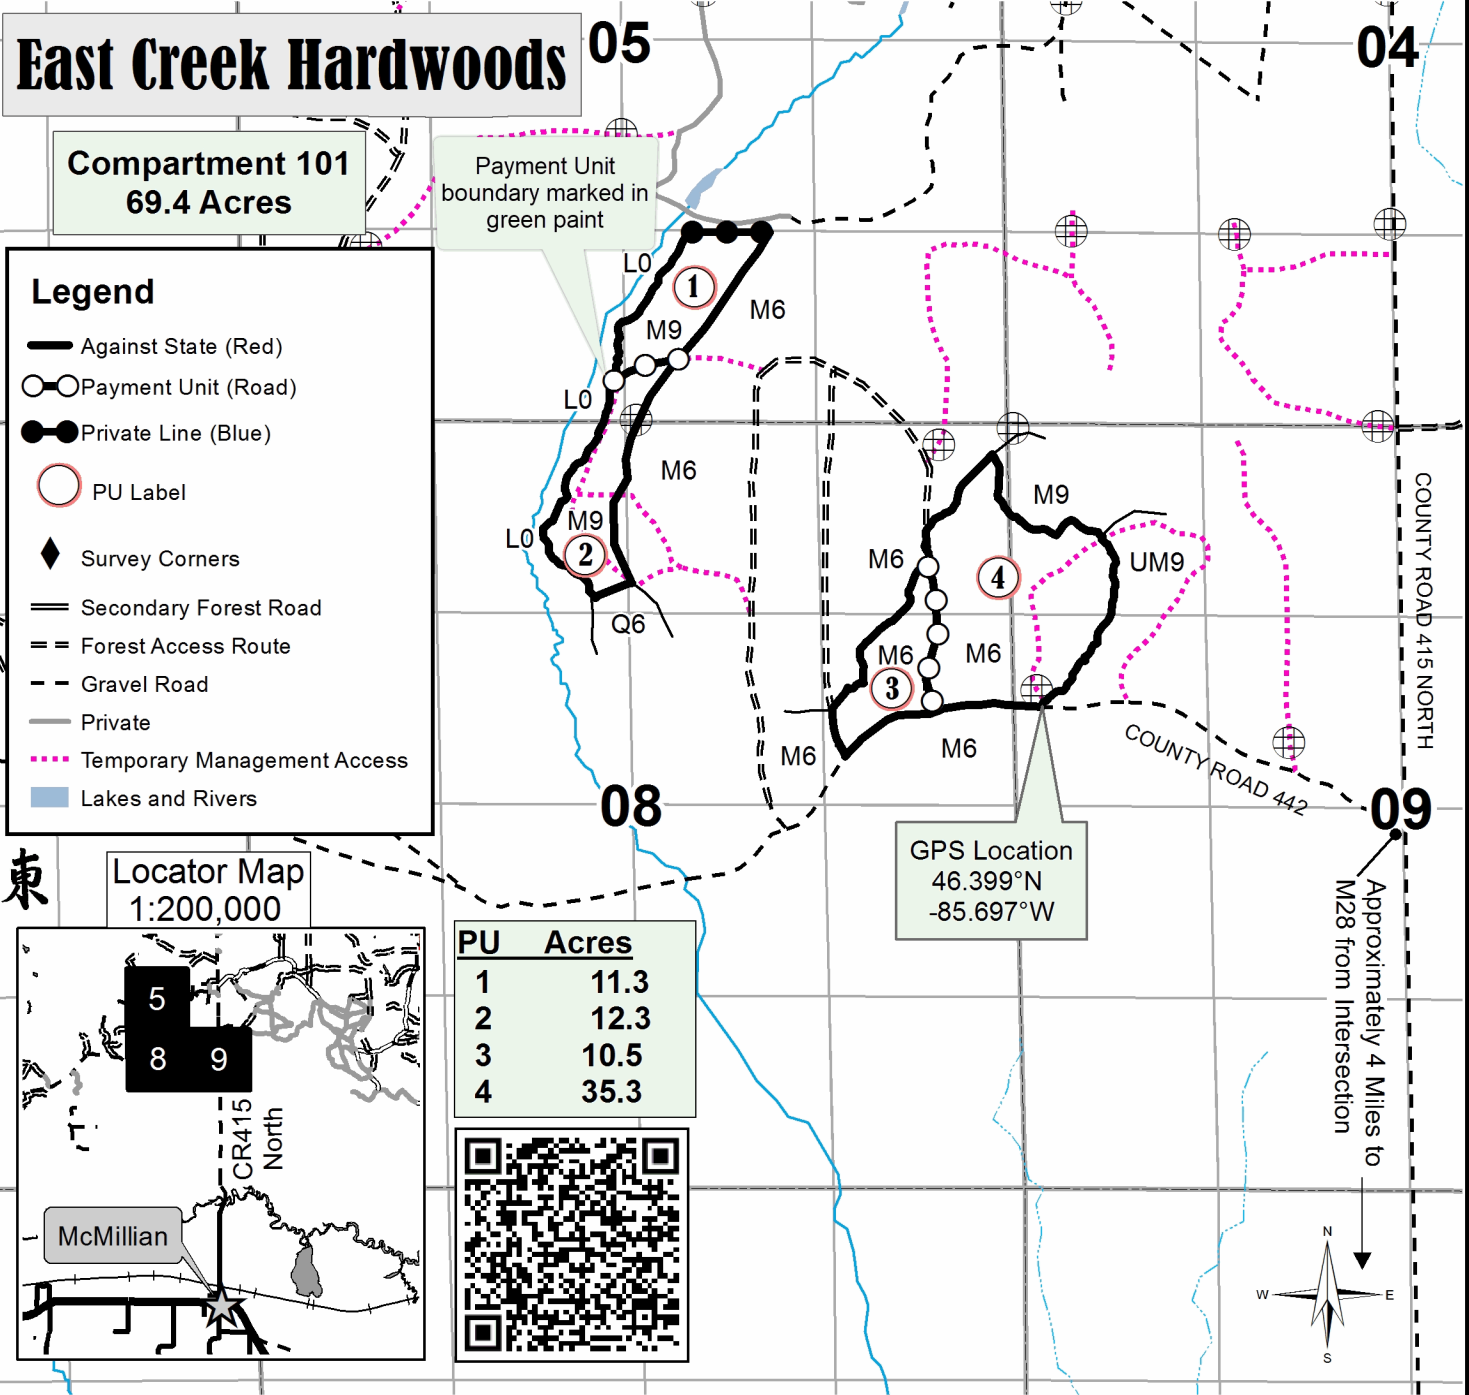 East Creek Hardwoods
05
04
Compartment 101
69.4 Acres
Payment Unit
boundary marked in
green paint
Legend
Against State (Red)
Payment Unit (Road)
Private Line (Blue)
PU Label
Survey Corners
Secondary Forest Road
Forest Access Route
Gravel Road
Private
Temporary Management Access
Lakes and Rivers
L0
1
M9
M6
L0
M6
L0
M9
2
Q6
M9
M6
4
UM9
M6
M6
3
M6
M6
COUNTY ROAD 415 NORTH
COUNTY ROAD 442
08
09
GPS Location
46.399°N
-85.697°W
Approximately 4 Miles to
M28 from Intersection
東
Locator Map
1:200,000
5
8 9
CR415
North
McMillian
PU Acres
1 11.3
2 12.3
3 10.5
4 35.3
N
W E
S